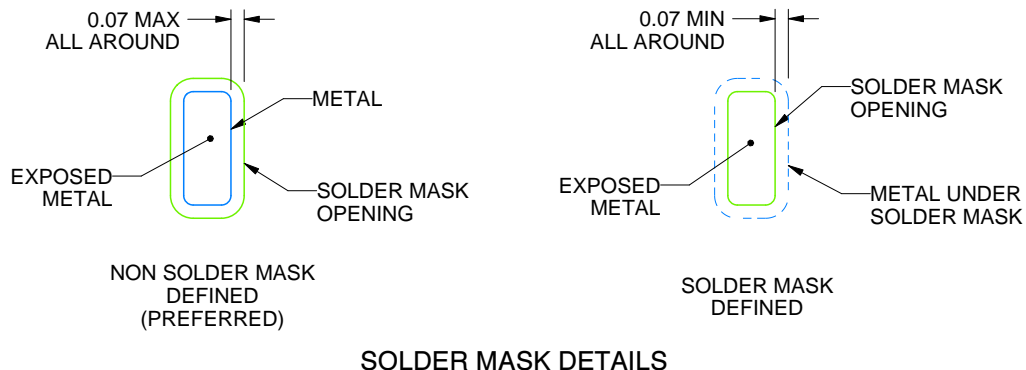 0.07 MAX
ALL AROUND
METAL
EXPOSED
METAL
SOLDER MASK
OPENING
NON SOLDER MASK
DEFINED
(PREFERRED)
0.07 MIN
ALL AROUND
SOLDER MASK
OPENING
EXPOSED
METAL
METAL UNDER
SOLDER MASK
SOLDER MASK
DEFINED
SOLDER MASK DETAILS